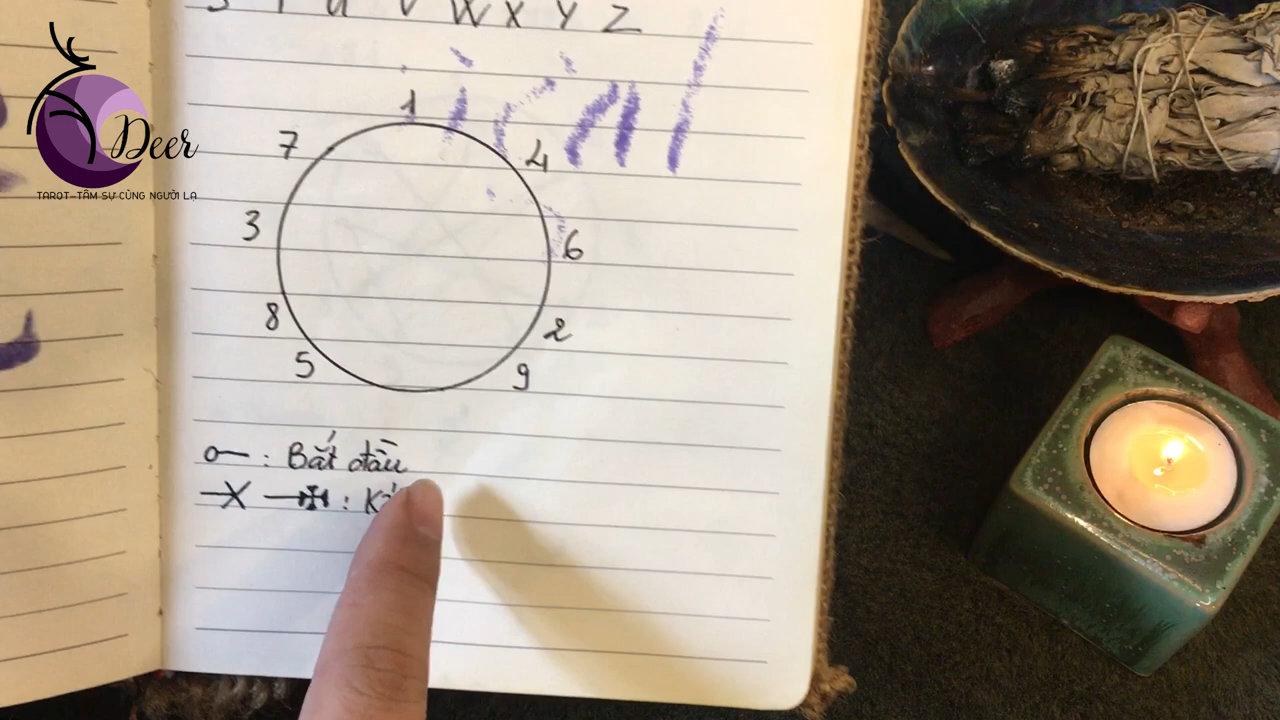 Deer
TAROT-TÂM SỰ CÙNG NGƯỜI LẠ
S T U V W X Y Z
1
7
4
3
6
8
2
5
9
o— : Bắt đầu
—X —: